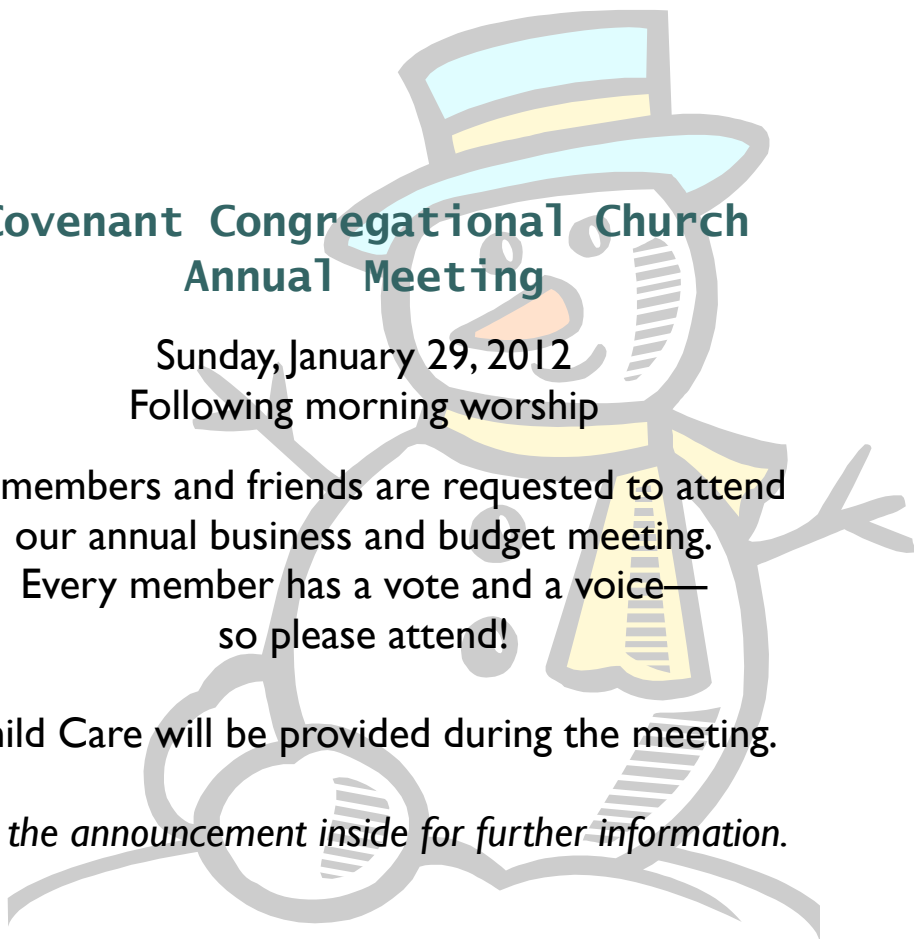 Covenant Congregational Church
Annual Meeting
Sunday, January 29, 2012
Following morning worship
members and friends are requested to attend
our annual business and budget meeting.
Every member has a vote and a voice—
so please attend!
Child Care will be provided during the meeting.
the announcement inside for further information.